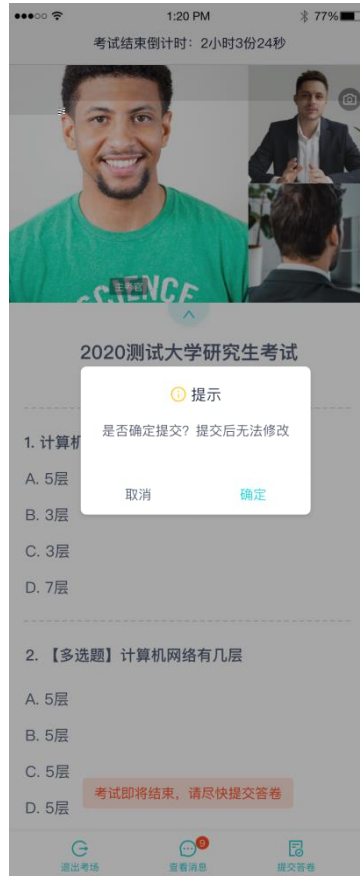 1:20 PM
77%
考试结束倒计时：2小时3份24秒
SCIENCE
主考官
2020测试大学研究生考试
提示
是否确定提交？提交后无法修改
取消
确定
1. 计算机
A. 5层
B. 3层
C. 3层
D. 7层
2. 【多选题】计算机网络有几层
A. 5层
B. 5层
C. 5层
D. 5层
考试即将结束，请尽快提交答卷
9
退出考场
查看消息
提交答卷